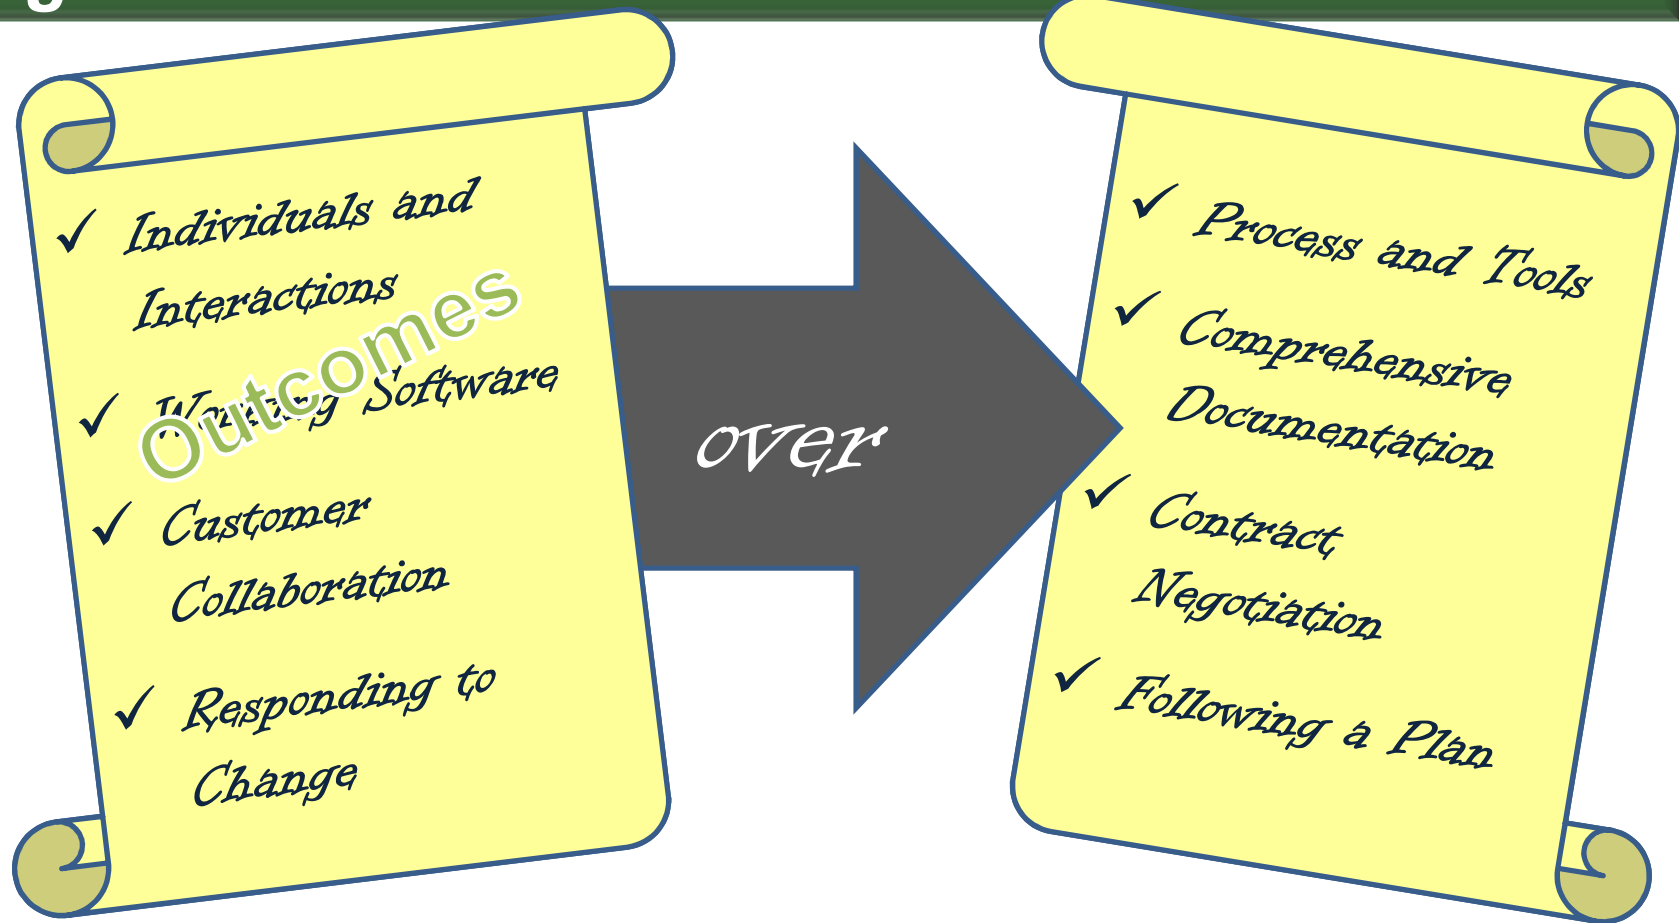 g
Individuals and
Interactions
Outcomes
Working Software
Customer
Collaboration
Responding to
Change
over
Process and Tools
Comprehensive
Documentation
Contract
Negotiation
Following a Plan